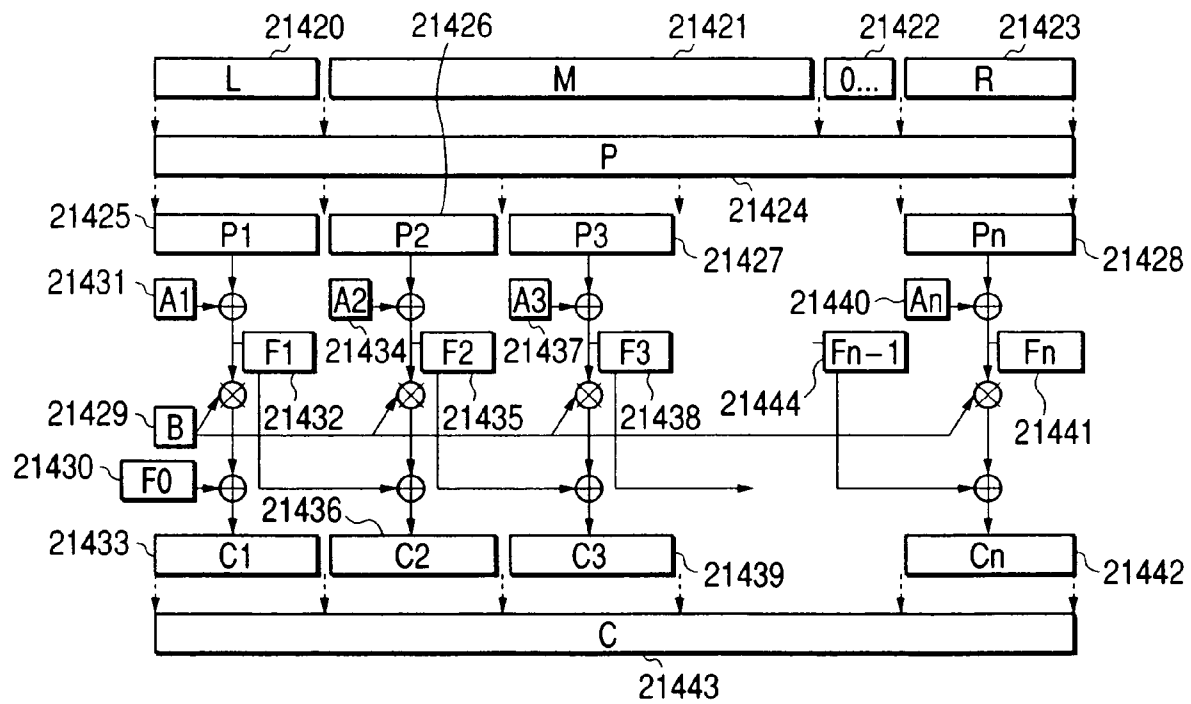 21420 21426 21421 21422 21423
L M 0... R
P
21425 21424
P1 P2 P3 Pn
21427 21428
21431 A1 A2 A3 21440 An
21434 21437
F1 F2 F3 Fn-1 Fn
21429 B 21432 21435 21438 21444 21441
21430 F0
21436
21433 C1 C2 C3 21439 Cn 21442
C
21443